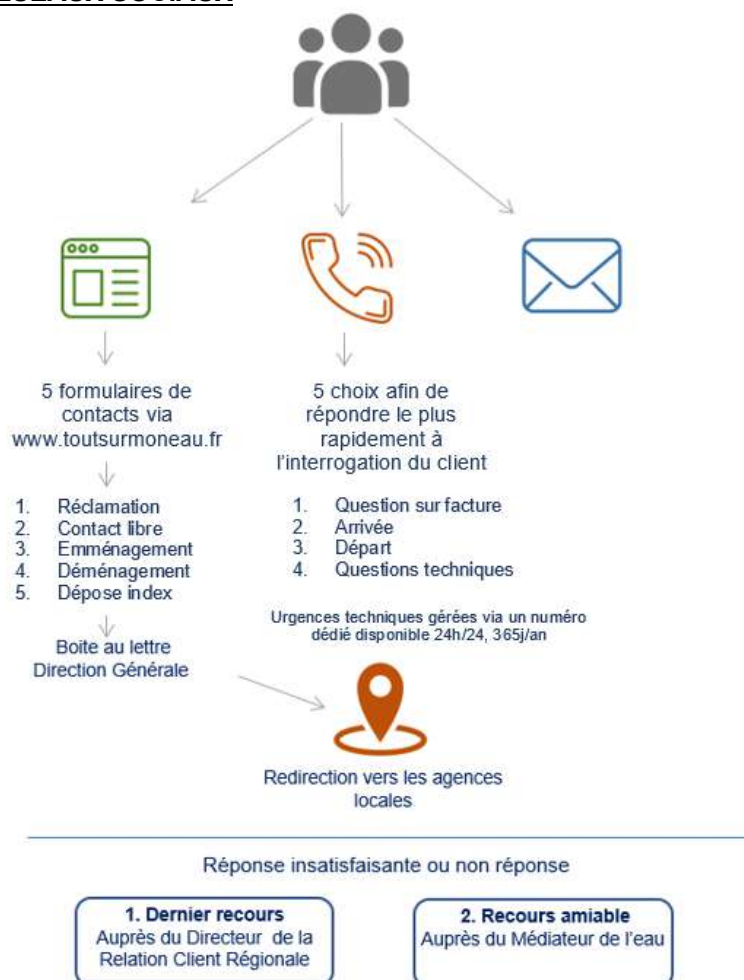 5 formulaires de
contacts via
www.toutsurmoneau.fr
1. Réclamation
2. Contact libre
3. Emménagement
4. Déménagement
5. Dépose index
Boite au lettre
Direction Générale
5 choix afin de
répondre le plus
rapidement à
l'interrogation du client
1. Question sur facture
2. Arrivée
3. Départ
4. Questions techniques
Urgences techniques gérées via un numéro
dédié disponible 24h/24, 365j/an
Redirection vers les agences
locales
Réponse insatisfaisante ou non réponse
1. Dernier recours
Auprès du Directeur de la
Relation Client Régionale
2. Recours amiable
Auprès du Médiateur de l'eau